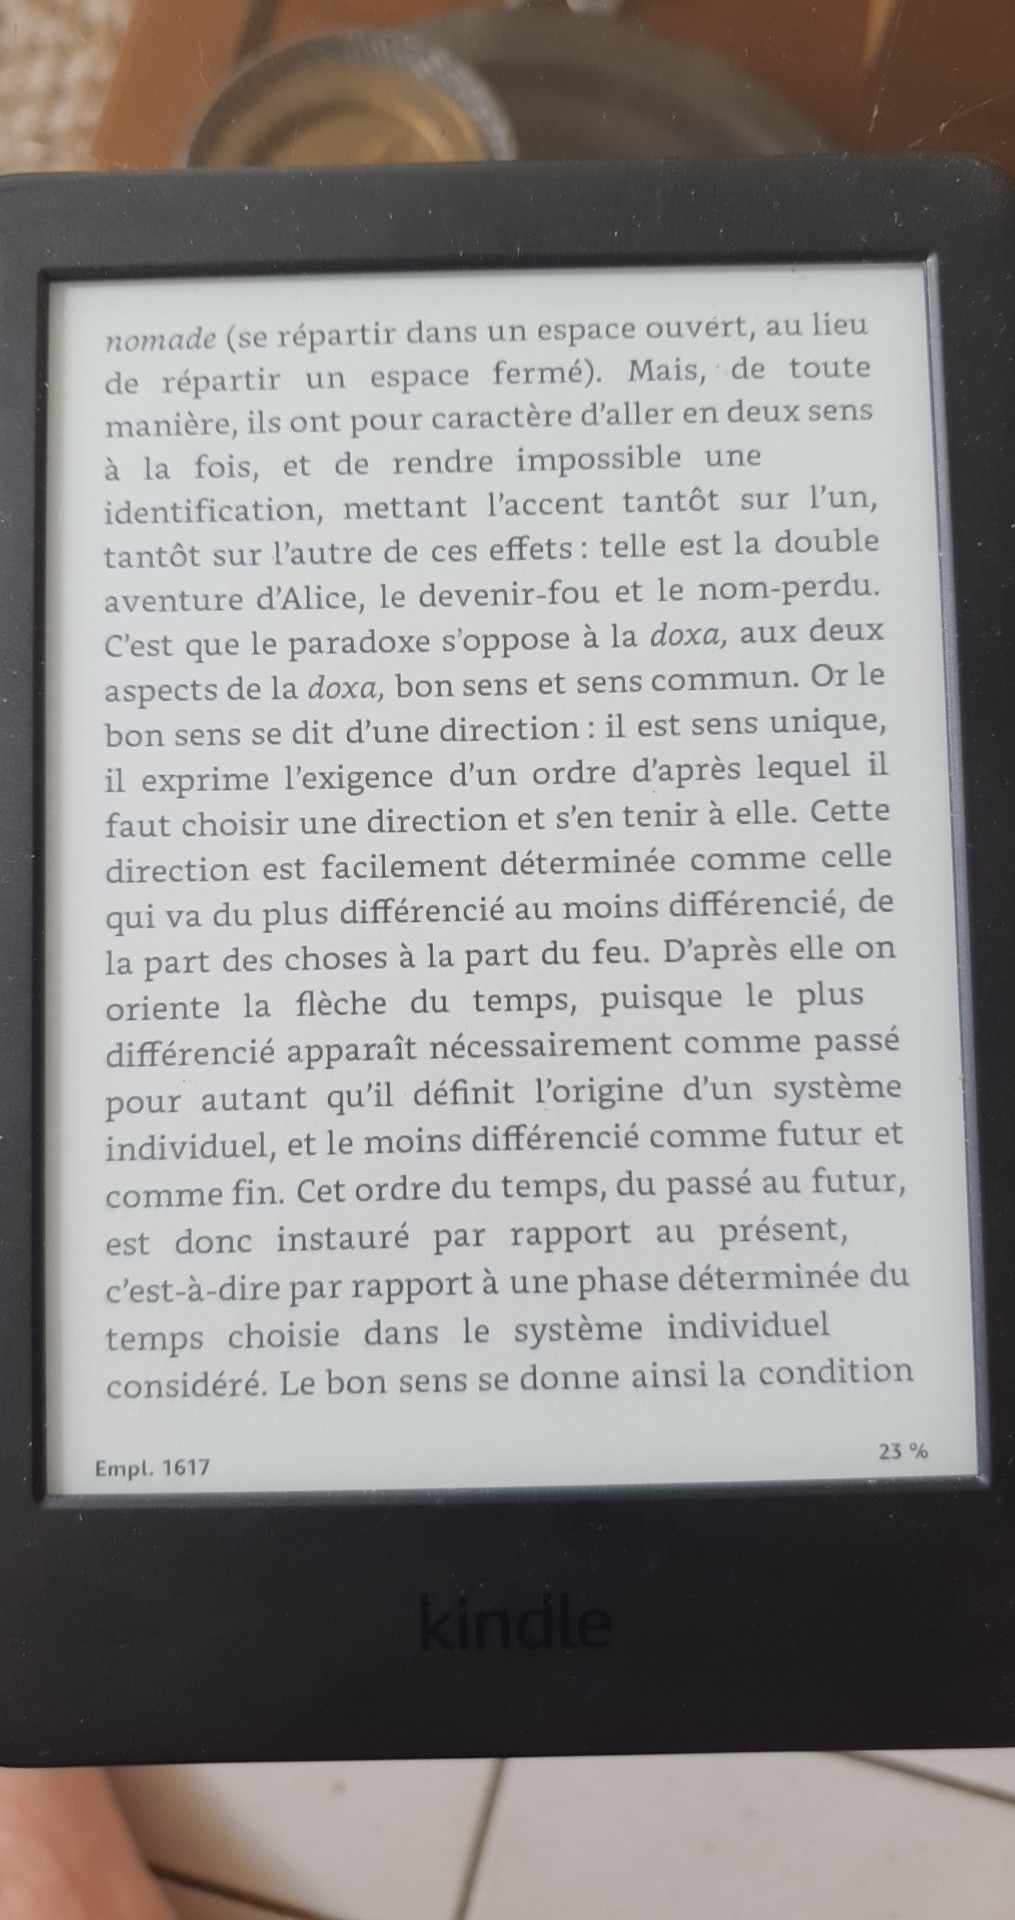 nomade (se répartir dans un espace ouvert, au lieu
de répartir un espace fermé). Mais, de toute
manière, ils ont pour caractère d’aller en deux sens
à la fois, et de rendre impossible une
identification, mettant l’accent tantôt sur l’un,
tantôt sur l’autre de ces effets : telle est la double
aventure d’Alice, le devenir-fou et le nom-perdu.
C’est que le paradoxe s’oppose à la doxa, aux deux
aspects de la doxa, bon sens et sens commun. Or le
bon sens se dit d’une direction : il est sens unique,
il exprime l’exigence d’un ordre d’après lequel il
faut choisir une direction et s’en tenir à elle. Cette
direction est facilement déterminée comme celle
qui va du plus différencié au moins différencié, de
la part des choses à la part du feu. D’après elle on
oriente la flèche du temps, puisque le plus
différencié apparaît nécessairement comme passé
pour autant qu’il définit l’origine d’un système
individuel, et le moins différencié comme futur et
comme fin. Cet ordre du temps, du passé au futur,
est donc instauré par rapport au présent,
c’est-à-dire par rapport à une phase déterminée du
temps choisie dans le système individuel
considéré. Le bon sens se donne ainsi la condition
Empl. 1617
23 %
kindle